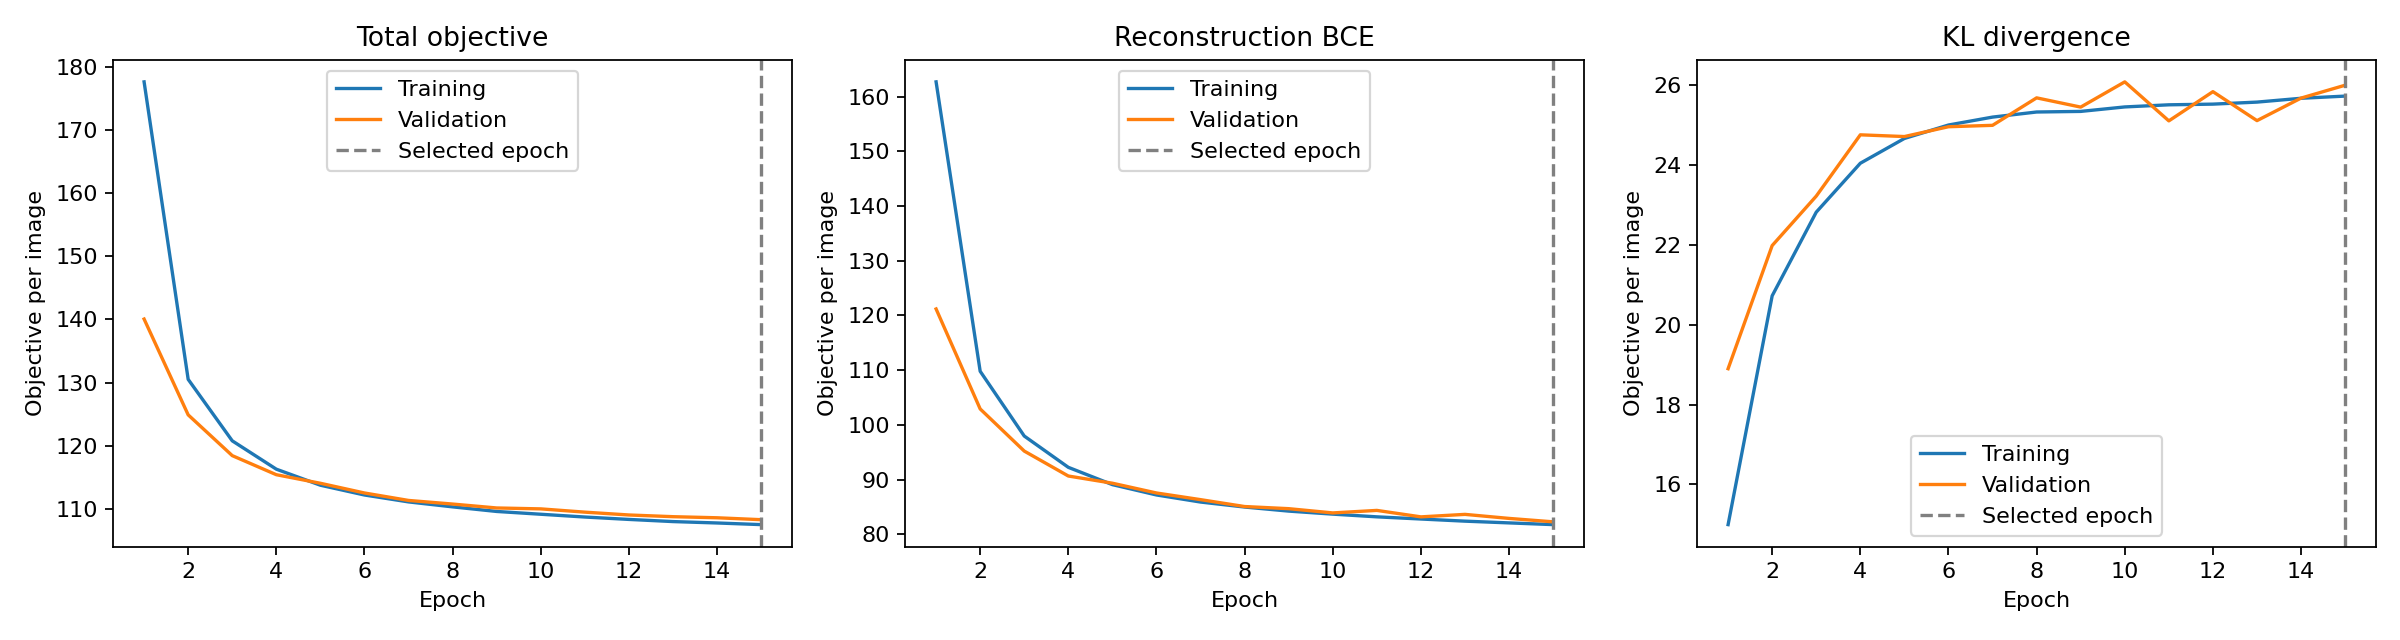 Total objective
180
170
160
150
140
130
120
110
Objective per image
Training
Validation
Selected epoch
2 4 6 8 10 12 14
Epoch
Reconstruction BCE
160
150
140
130
120
110
100
90
80
Objective per image
Training
Validation
Selected epoch
2 4 6 8 10 12 14
Epoch
KL divergence
26
24
22
20
18
16
Objective per image
Training
Validation
Selected epoch
2 4 6 8 10 12 14
Epoch